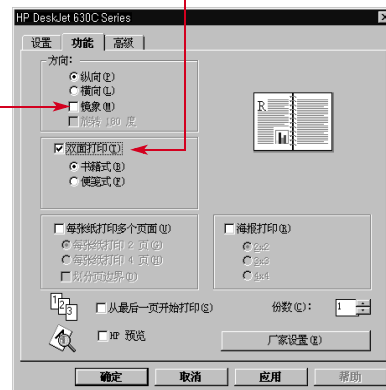 HP DeskJet 630C Series
设置 功能 高级
方向:
纵向(P)
横向(L)
镜象(M)
旋转 180 度
R
双面打印(T)
书籍式(B)
便笺式(F)
每张纸打印多个页面(U)
每张纸打印 2 页(G)
每张纸打印 4 页(H)
划分页边界(D)
海报打印(R)
2x2
3x3
4x4
1 2 3
从最后一页开始打印(S)
份数(C): 1
HP 预览
厂家设置(E)
确定 取消 应用 帮助